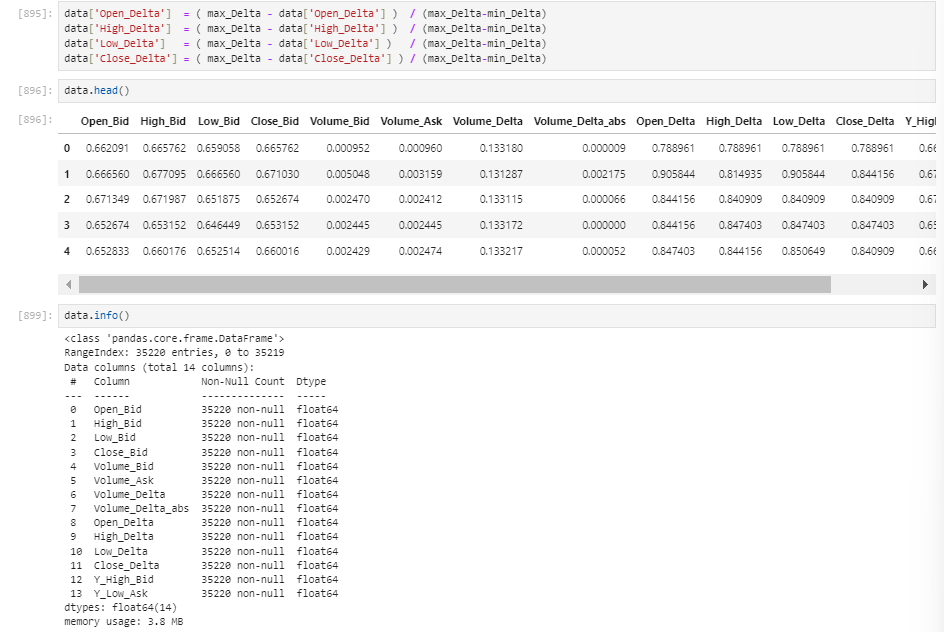 [895]: data['Open_Delta']  = ( max_Delta - data['Open_Delta'] )  / (max_Delta-min_Delta)
data['High_Delta']  = ( max_Delta - data['High_Delta'] )  / (max_Delta-min_Delta)
data['Low_Delta']   = ( max_Delta - data['Low_Delta'] )   / (max_Delta-min_Delta)
data['Close_Delta'] = ( max_Delta - data['Close_Delta'] ) / (max_Delta-min_Delta)
[896]: data.head()
[896]: Open_Bid High_Bid Low_Bid Close_Bid Volume_Bid Volume_Ask Volume_Delta Volume_Delta_abs Open_Delta High_Delta Low_Delta Close_Delta Y_High
0 0.662091 0.665762 0.659058 0.665762 0.000952 0.000960 0.133180 0.000009 0.788961 0.788961 0.788961 0.788961 0.66
1 0.666560 0.677095 0.666560 0.671030 0.005048 0.003159 0.131287 0.002175 0.905844 0.814935 0.905844 0.844156 0.67
2 0.671349 0.671987 0.651875 0.652674 0.002470 0.002412 0.133115 0.000066 0.844156 0.840909 0.840909 0.840909 0.67
3 0.652674 0.653152 0.646449 0.653152 0.002445 0.002445 0.133172 0.000000 0.844156 0.847403 0.847403 0.847403 0.65
4 0.652833 0.660176 0.652514 0.660016 0.002429 0.002474 0.133217 0.000052 0.847403 0.844156 0.850649 0.840909 0.66
[899]: data.info()
<class 'pandas.core.frame.DataFrame'>
RangeIndex: 35220 entries, 0 to 35219
Data columns (total 14 columns):
#   Column            Non-Null Count  Dtype
---  ------            --------------  -----
0   Open_Bid          35220 non-null  float64
1   High_Bid          35220 non-null  float64
2   Low_Bid           35220 non-null  float64
3   Close_Bid         35220 non-null  float64
4   Volume_Bid        35220 non-null  float64
5   Volume_Ask        35220 non-null  float64
6   Volume_Delta      35220 non-null  float64
7   Volume_Delta_abs  35220 non-null  float64
8   Open_Delta        35220 non-null  float64
9   High_Delta        35220 non-null  float64
10  Low_Delta         35220 non-null  float64
11  Close_Delta       35220 non-null  float64
12  Y_High_Bid        35220 non-null  float64
13  Y_Low_Ask         35220 non-null  float64
dtypes: float64(14)
memory usage: 3.8 MB